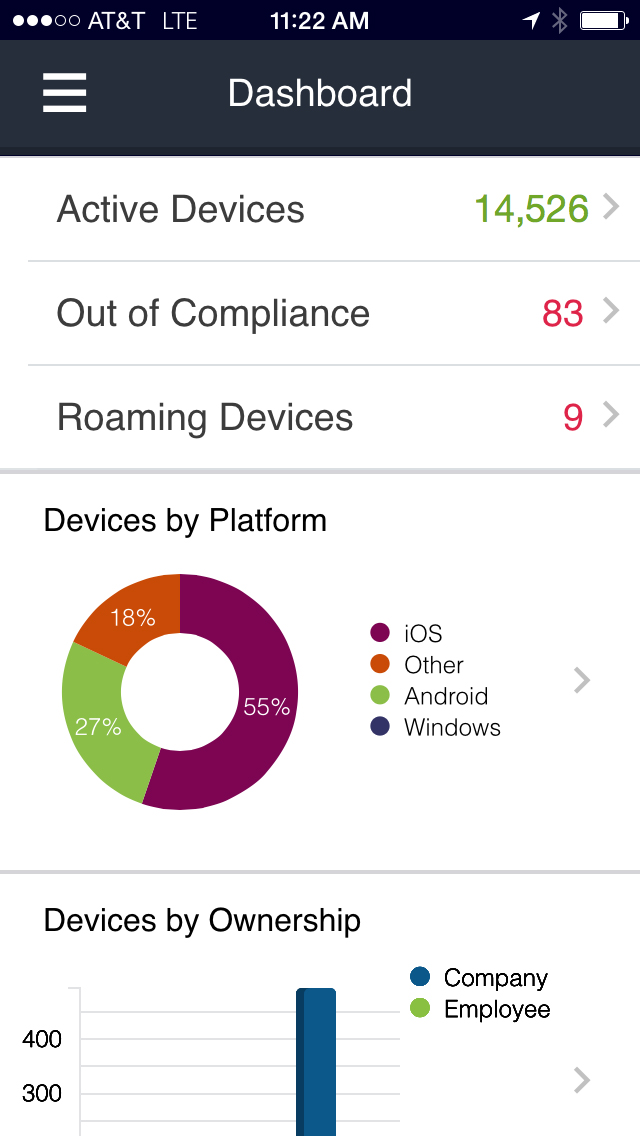 AT&T LTE 11:22 AM
Dashboard
Active Devices 14,526
Out of Compliance 83
Roaming Devices 9
Devices by Platform
18%
55%
27%
iOS
Other
Android
Windows
Devices by Ownership
Company
Employee
400
300